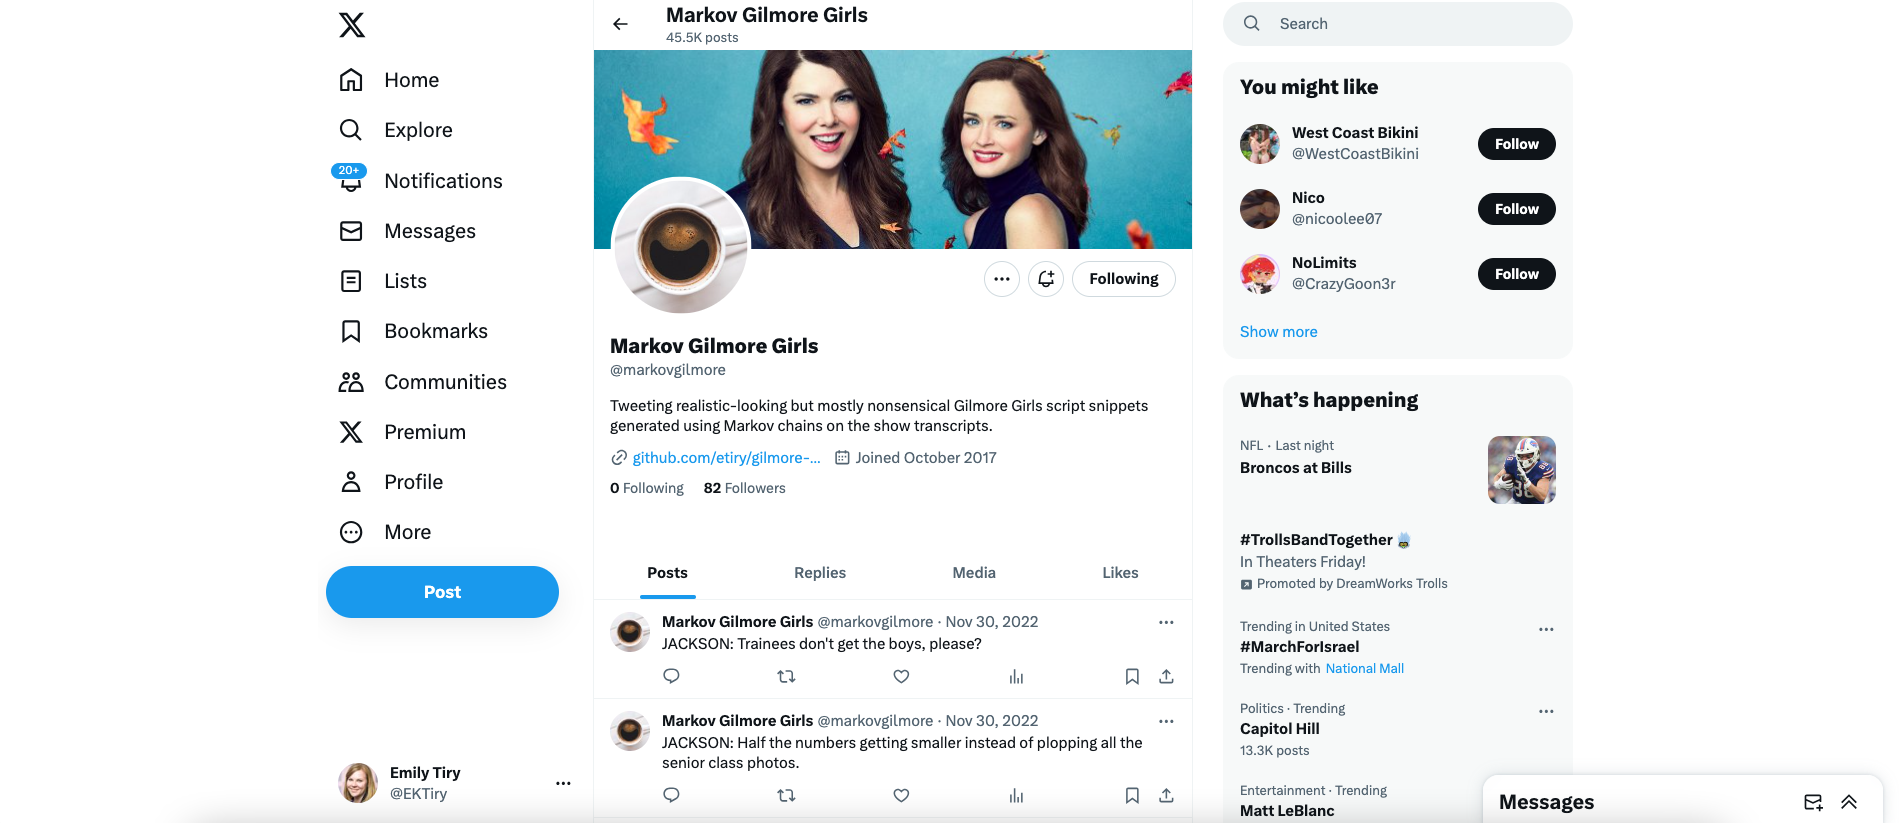 Home
Explore
20+
Notifications
Messages
Lists
Bookmarks
Communities
Premium
Profile
More
Post
Emily Tiry
@EKTiry
Markov Gilmore Girls
45.5K posts
Following
Markov Gilmore Girls
@markovgilmore
Tweeting realistic-looking but mostly nonsensical Gilmore Girls script snippets
generated using Markov chains on the show transcripts.
github.com/etiry/gilmore-... Joined October 2017
0 Following 82 Followers
Posts Replies Media Likes
Markov Gilmore Girls @markovgilmore · Nov 30, 2022
JACKSON: Trainees don't get the boys, please?
Markov Gilmore Girls @markovgilmore · Nov 30, 2022
JACKSON: Half the numbers getting smaller instead of plopping all the
senior class photos.
Search
You might like
West Coast Bikini
@WestCoastBikini
Follow
Nico
@nicoolee07
Follow
NoLimits
@CrazyGoon3r
Follow
Show more
What's happening
NFL · Last night
Broncos at Bills
#TrollsBandTogether
In Theaters Friday!
Promoted by DreamWorks Trolls
Trending in United States
#MarchForIsrael
Trending with National Mall
Politics · Trending
Capitol Hill
13.3K posts
Entertainment · Trending
Matt LeBlanc
Messages